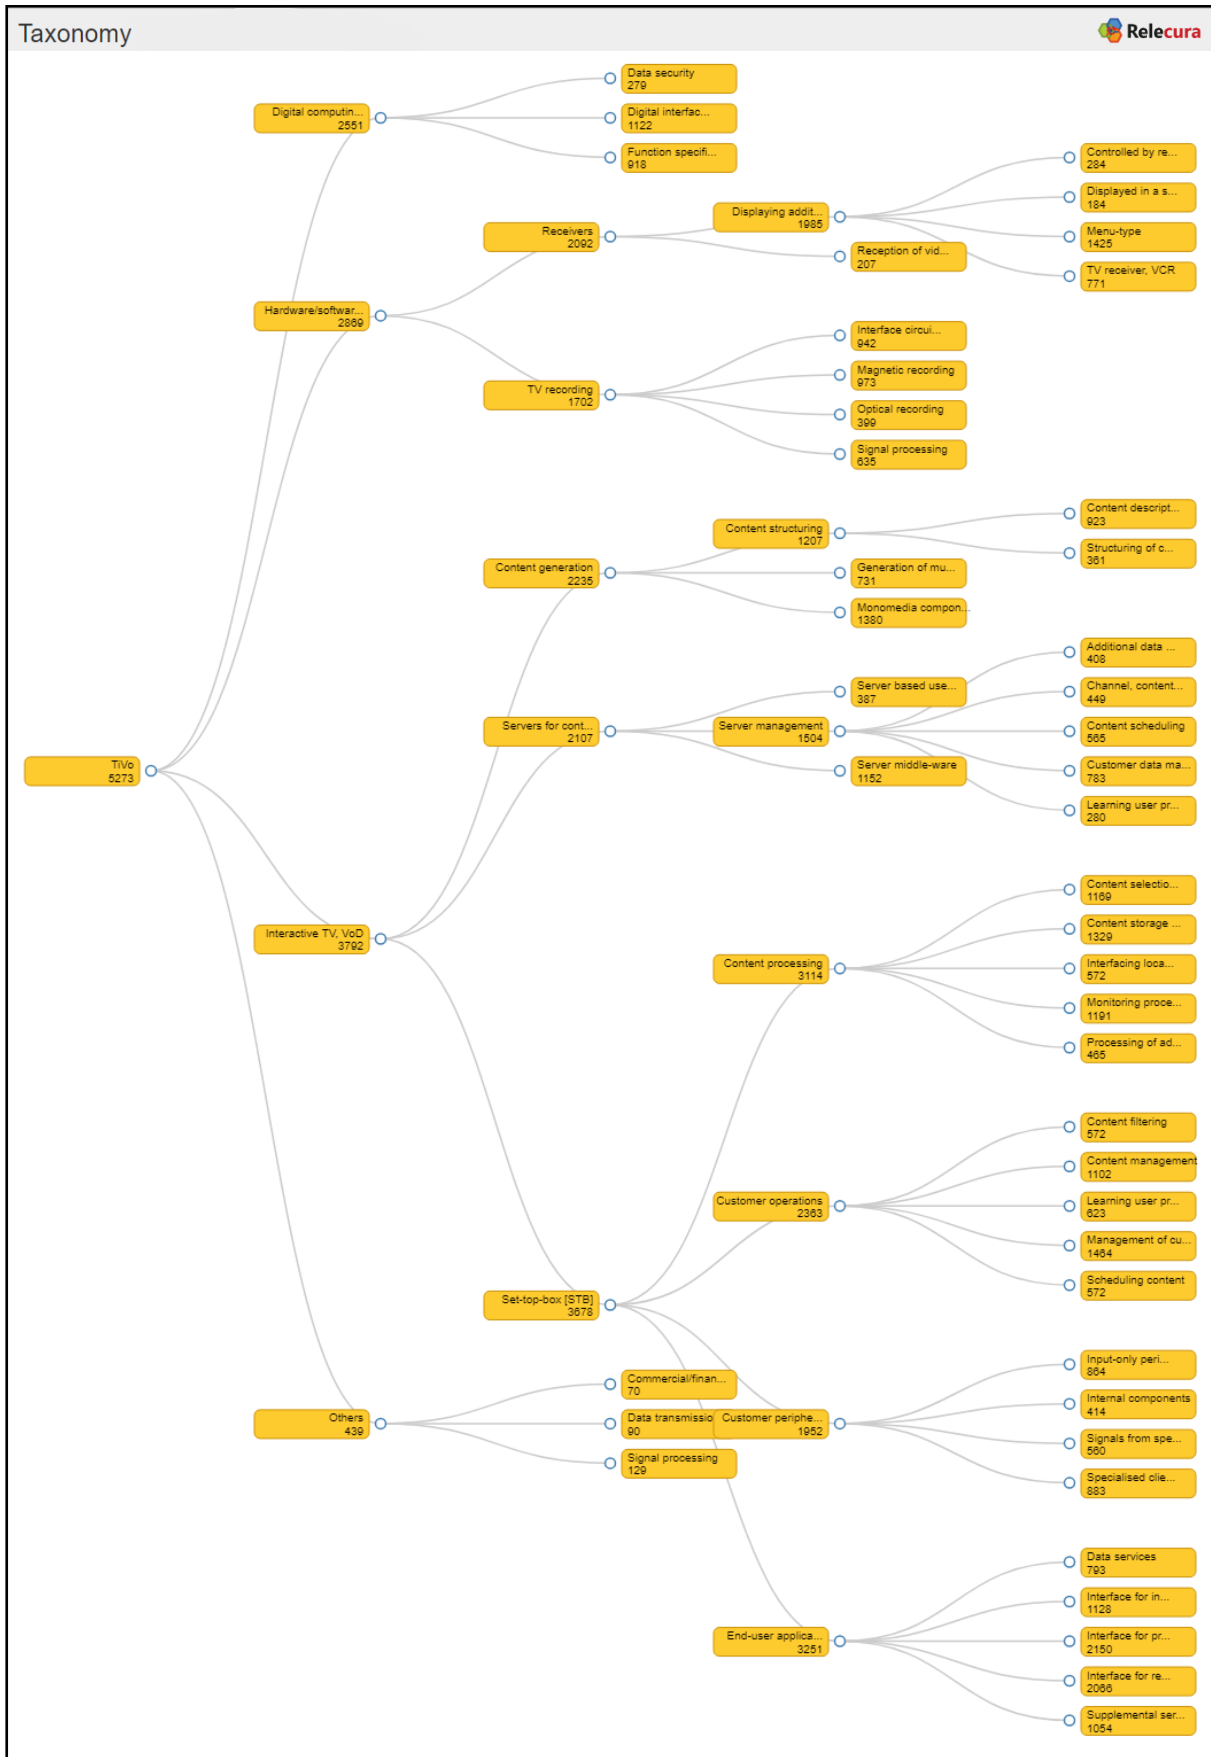 Taxonomy
Relecura
Data security
279
Digital computin...
2551
Digital interfac...
1122
Function specifi...
918
Controlled by re...
284
Displayed in a s...
184
Displaying addit...
1985
Receivers
2092
Menu-type
1425
Reception of vid...
207
TV receiver, VCR
771
Hardware/softwar...
2869
Interface circui...
942
Magnetic recording
973
TV recording
1702
Optical recording
399
Signal processing
635
Content descript...
923
Content structuring
1207
Structuring of c...
361
Content generation
2235
Generation of mu...
731
Monomedia compon...
1380
Additional data ...
408
Server based use...
387
Channel, content...
449
Servers for cont...
2107
Server management
1504
Content scheduling
565
TiVo
5273
Server middle-ware
1152
Customer data ma...
783
Learning user pr...
280
Content selectio...
1169
Interactive TV, VoD
3792
Content storage ...
1329
Content processing
3114
Interfacing loca...
572
Monitoring proce...
1191
Processing of ad...
465
Content filtering
572
Content management
1102
Customer operations
2363
Learning user pr...
623
Management of cu...
1464
Set-top-box [STB]
3678
Scheduling content
572
Input-only peri...
864
Commercial/finan...
70
Internal components
414
Others
439
Data transmissio
90
Customer periphe...
1952
Signals from spe...
560
Signal processing
129
Specialised clie...
883
Data services
793
Interface for in...
1128
End-user applica...
3251
Interface for pr...
2150
Interface for re...
2066
Supplemental ser...
1054